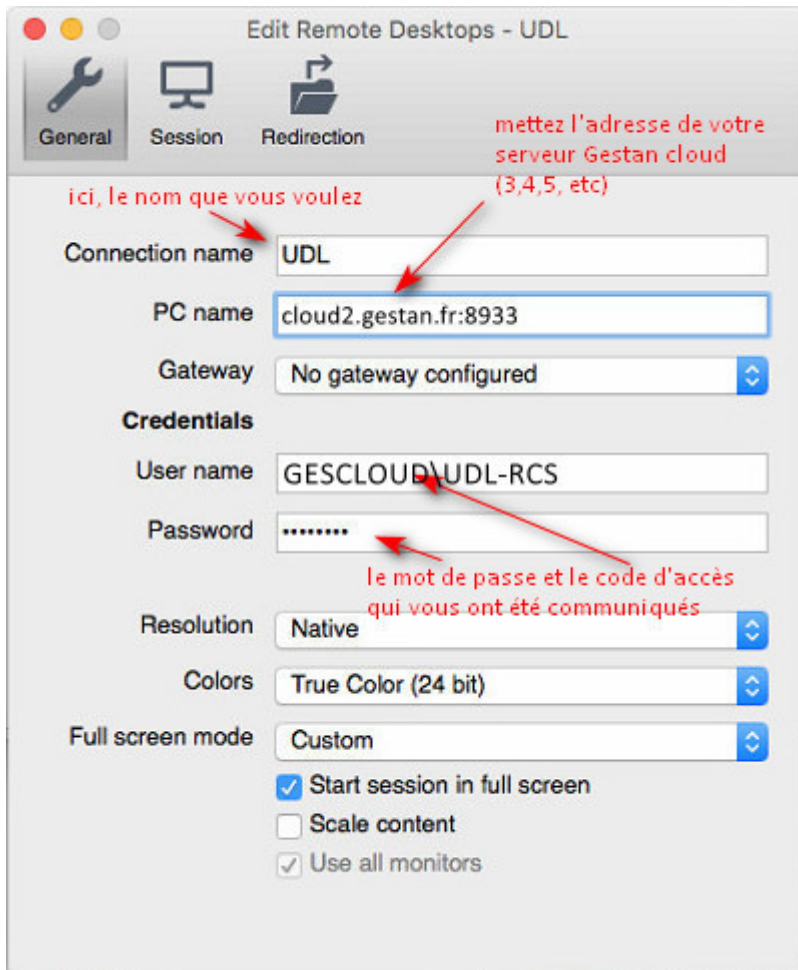 Edit Remote Desktops - UDL
General Session Redirection
mettez l'adresse de votre
serveur Gestan cloud
(3,4,5, etc)
ici, le nom que vous voulez
Connection name UDL
PC name cloud2.gestan.fr:8933
Gateway No gateway configured
Credentials
User name GESCLOUD\UDL-RCS
Password ••••••••
le mot de passe et le code d'accès
qui vous ont été communiqués
Resolution Native
Colors True Color (24 bit)
Full screen mode Custom
Start session in full screen
Scale content
Use all monitors